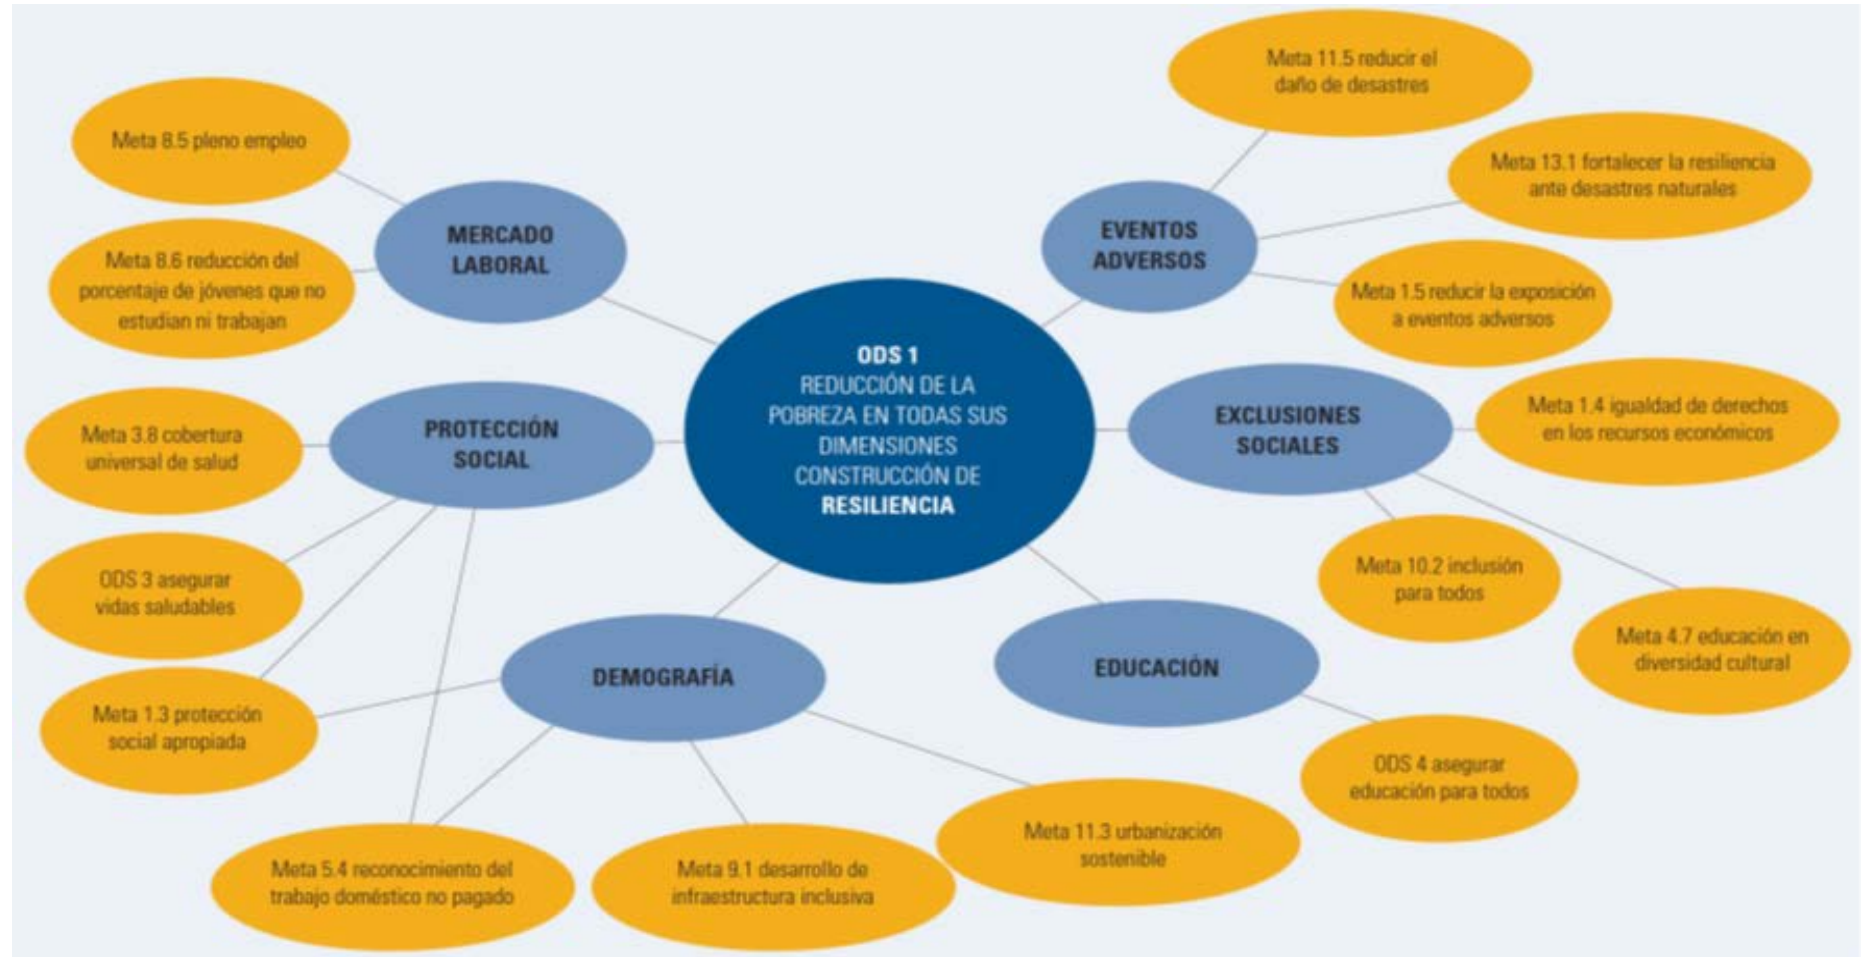 Meta 11.5 reducir el
daño de desastres
Meta 8.5 pleno empleo
Meta 13.1 fortalecer la resiliencia
ante desastres naturales
MERCADO
LABORAL
EVENTOS
ADVERSOS
Meta 8.6 reducción del
porcentaje de jóvenes que no
estudian ni trabajan
Meta 1.5 reducir la exposición
a eventos adversos
ODS 1
REDUCCIÓN DE LA
POBREZA EN TODAS SUS
DIMENSIONES
CONSTRUCCIÓN DE
RESILIENCIA
Meta 3.8 cobertura
universal de salud
PROTECCIÓN
SOCIAL
EXCLUSIONES
SOCIALES
Meta 1.4 igualdad de derechos
en los recursos económicos
ODS 3 asegurar
vidas saludables
Meta 10.2 inclusión
para todos
Meta 4.7 educación en
diversidad cultural
DEMOGRAFÍA
EDUCACIÓN
Meta 1.3 protección
social apropiada
ODS 4 asegurar
educación para todos
Meta 5.4 reconocimiento del
trabajo doméstico no pagado
Meta 9.1 desarrollo de
infraestructura inclusiva
Meta 11.3 urbanización
sostenible